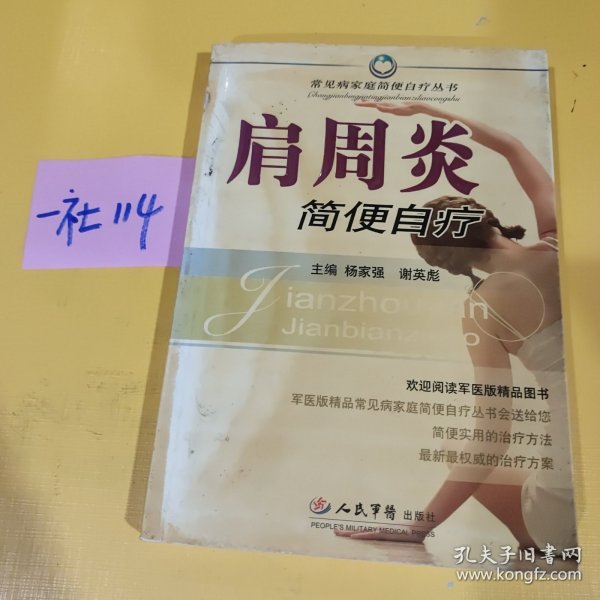 常见病家庭简便自疗丛书
Changjianbingjiatingjianbianziliaocongshu
肩周炎
简便自疗
一社114
主编 杨家强 谢英彪
Jianzhouyan
Jianbianziliao
欢迎阅读军医版精品图书
军医版精品常见病家庭简便自疗丛书会送给您
简便实用的治疗方法
最新最权威的治疗方案
人民军醫 出版社
PEOPLE'S MILITARY MEDICAL PRESS
孔夫子旧书网
www.kongfz.com